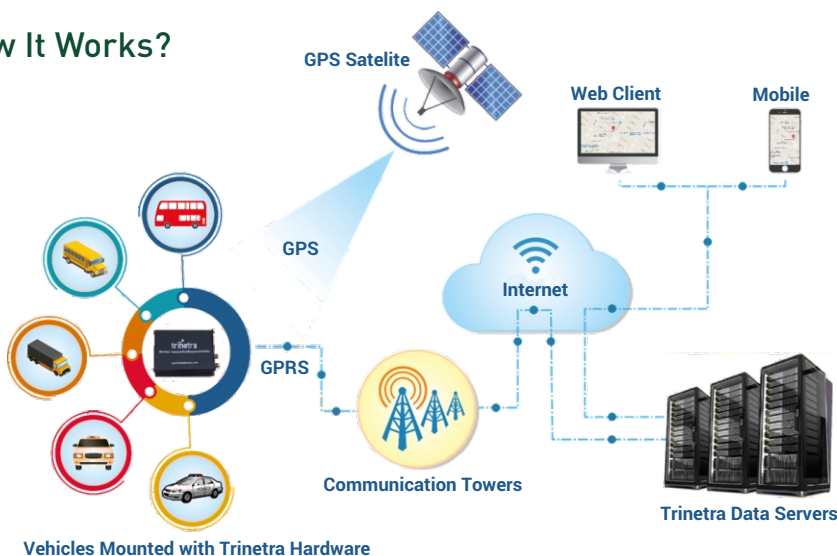 w It Works?
GPS Satelite
Web Client
Mobile
GPS
Internet
trinetra
GPRS
Communication Towers
Trinetra Data Servers
Vehicles Mounted with Trinetra Hardware